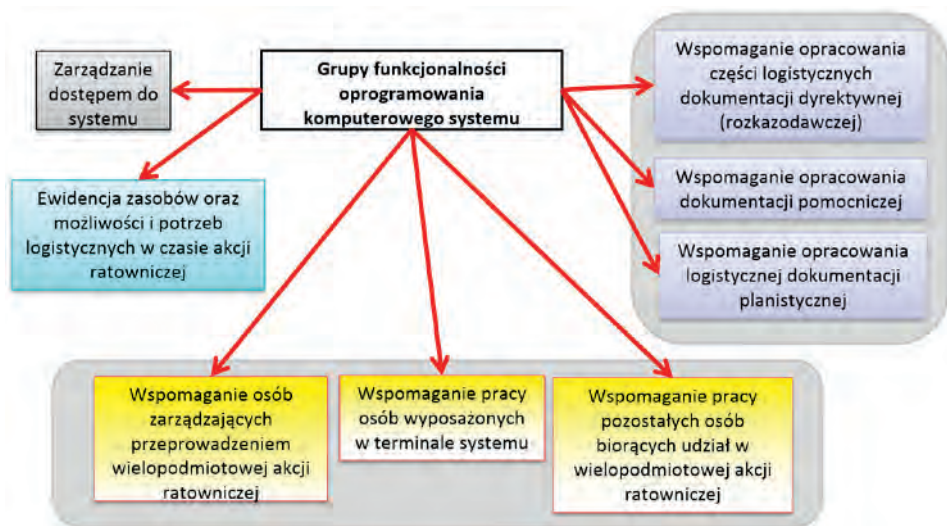 Grupy funkcjonalności
oprogramowania
komputerowego systemu
Zarządzanie
dostępem do
systemu
Ewidencja zasobów oraz
możliwości i potrzeb
logistycznych w czasie akcji
ratowniczej
Wspomaganie opracowania
części logistycznych
dokumentacji dyrektywnej
(rozkazodawczej)
Wspomaganie opracowania
dokumentacji pomocniczej
Wspomaganie opracowania
logistycznej dokumentacji
planistycznej
Wspomaganie osób
zarządzających
przeprowadzeniem
wielopodmiotowej akcji
ratowniczej
Wspomaganie pracy
osób wyposażonych
w terminale systemu
Wspomaganie pracy
pozostałych osób
biorących udział w
wielopodmiotowej akcji
ratowniczej